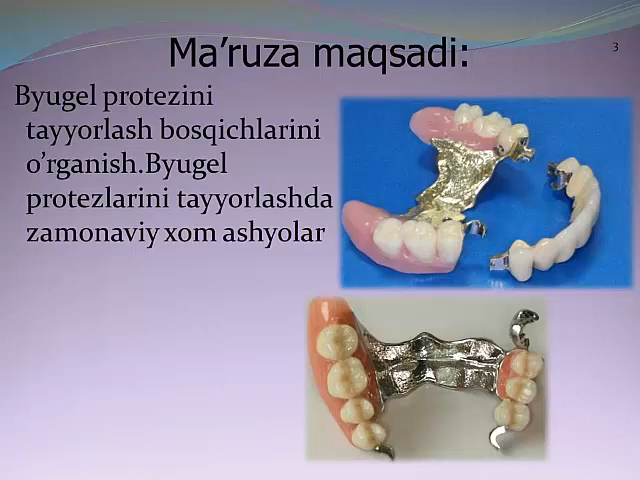 Ma’ruza maqsadi:
3
Byugel protezini
tayyorlash bosqichlarini
o’rganish.Byugel
protezlarini tayyorlashda
zamonaviy xom ashyolar